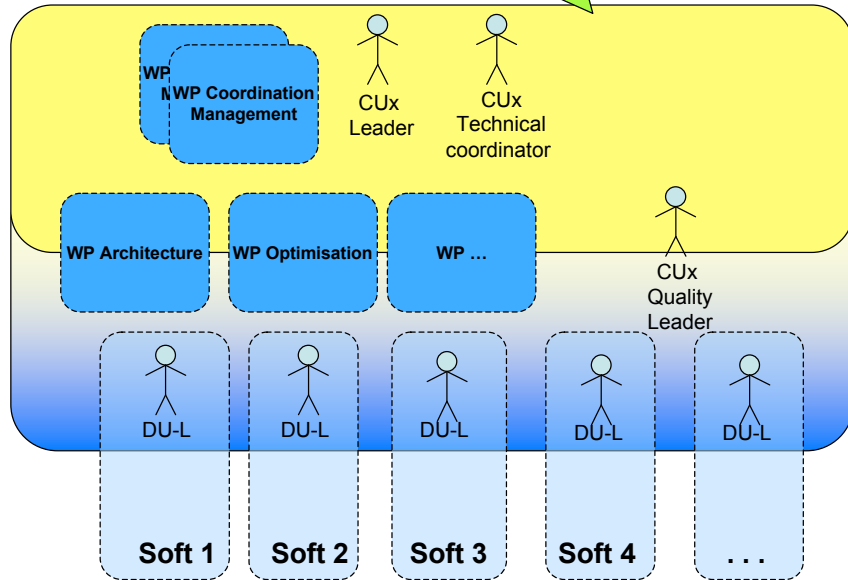 WP
M
WP Coordination
Management
CUx
Leader
CUx
Technical
coordinator
WP Architecture
WP Optimisation
WP ...
CUx
Quality
Leader
DU-L
DU-L
DU-L
DU-L
DU-L
Soft 1
Soft 2
Soft 3
Soft 4
. . .